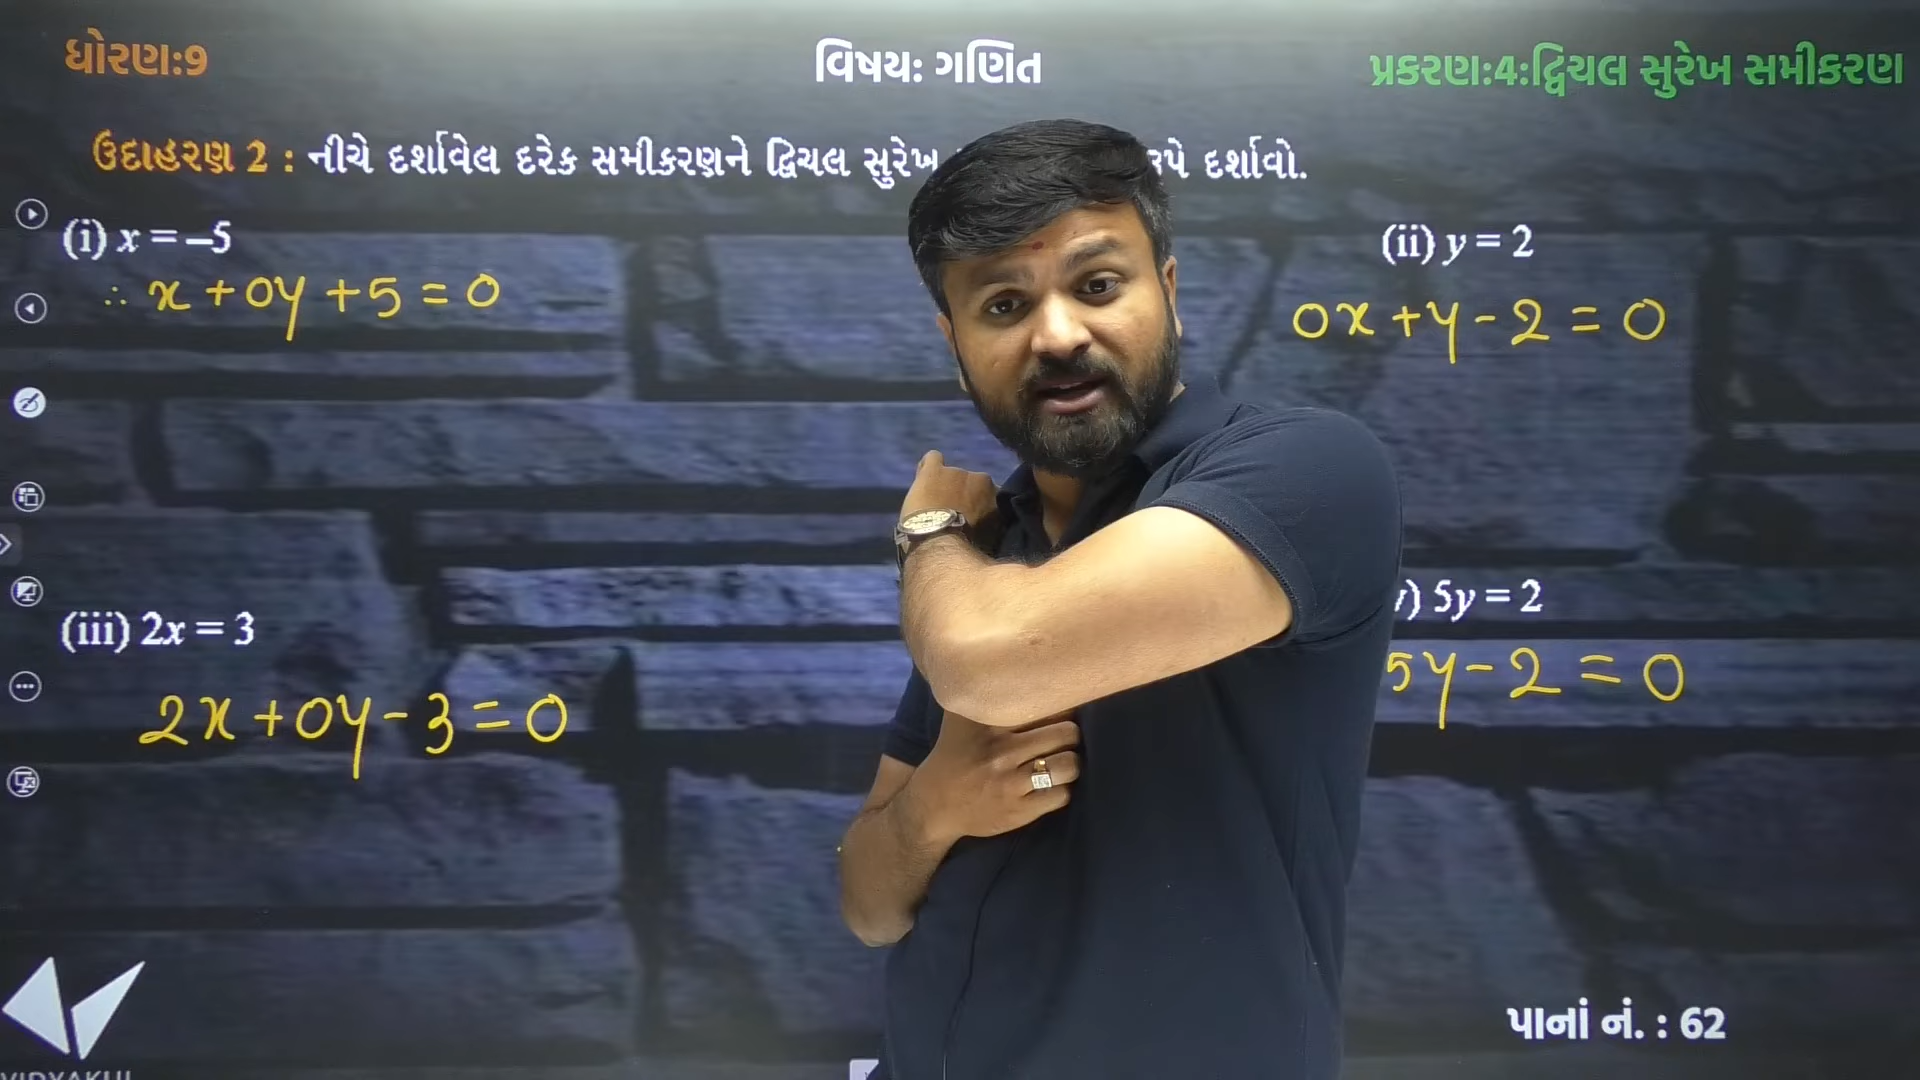 ધોરણ:9
વિષય: ગણિત
પ્રકરણ:4:દ્વિચલ સુરેખ સમીકરણ
ઉદાહરણ 2 : નીચે દર્શાવેલ દરેક સમીકરણને દ્વિચલ સુરેખ દર્શાવો.
(i) x = –5
∴ x + 0y + 5 = 0
(ii) y = 2
0x + y - 2 = 0
(iii) 2x = 3
2x + 0y - 3 = 0
5y = 2
5y - 2 = 0
પાનાં નં. : 62
VIDYAKUL